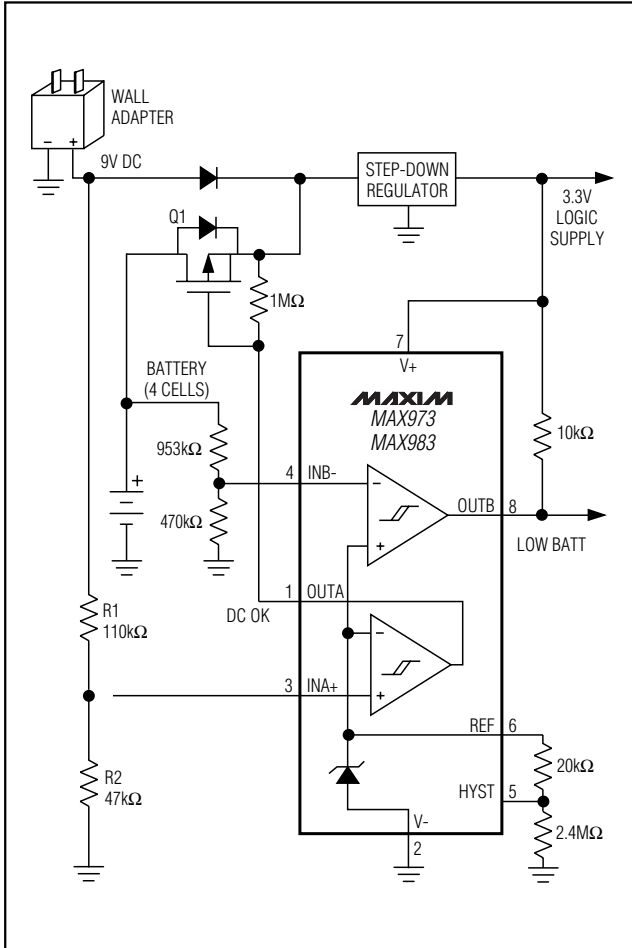 WALL
ADAPTER
−
+
9V DC
STEP-DOWN
REGULATOR
3.3V
LOGIC
SUPPLY
Q1
1MΩ
7
V+
BATTERY
(4 CELLS)
MAXIM
MAX973
MAX983
953kΩ
10kΩ
4
INB-
−
+
470kΩ
OUTB
8
+
LOW BATT
1
OUTA
DC OK
R1
110kΩ
−
3
INA+
+
REF
6
R2
47kΩ
20kΩ
HYST
5
V-
2
2.4MΩ